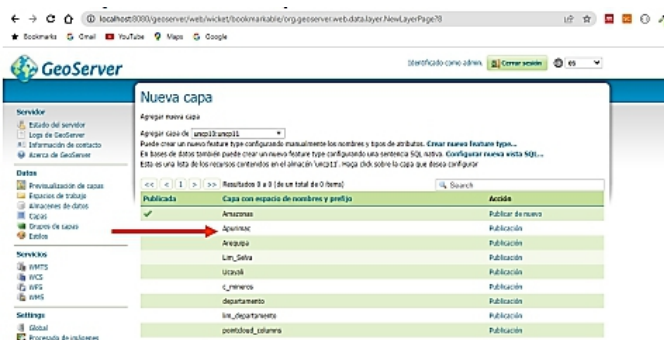 localhost:8080/geoserver/web/wicket/bookmarkable/org.geoserver.web.data.layer.NewLayerPage?8
Bookmarks Gmail YouTube Maps Google
GeoServer
Identificado como admin. Cerrar sesión es
Nueva capa
Agregar nueva capa
Servidor
Estado del servidor
Logs de GeoServer
Información de contacto
Acerca de GeoServer
Datos
Previsualización de capas
Espacios de trabajo
Almacenes de datos
Capas
Grupos de capas
Estilos
Servicios
WMTS
WCS
WFS
WMS
Settings
Global
Procesado de imágenes
Agregar capa de uncp13:uncp11
Puede crear un nuevo feature type configurando manualmente los nombres y tipos de atributos. Crear nuevo feature type...
En bases de datos también puede crear un nuevo feature type configurando una sentencia SQL nativa. Configurar nueva vista SQL...
Esta es una lista de los recursos contenidos en el almacén 'uncp11'. Haga click sobre la capa que desea configurar
<< < 1 > >> Resultados 0 a 0 (de un total de 0 ítems) Search
Publicada Capa con espacio de nombres y prefijo Acción
Amazonas Publicar de nuevo
Apurimac Publicación
Arequipa Publicación
Lim_Selva Publicación
Ucayali Publicación
c_mineros Publicación
departamento Publicación
lim_departamento Publicación
pointcloud_columns Publicación